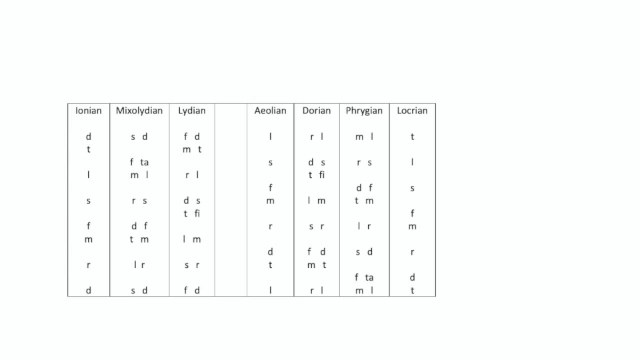 Ionian Mixolydian Lydian Aeolian Dorian Phrygian Locrian
d s d f d l r l m l t
t m t
f ta s d s r s l
l m l r l t fi
f d f s
s r s d s m l m t m
t fi f
f d f r s r l r m
m t m l m
d f d s d r
r l r s r t m t
f ta d
d s d f d l r l m l t